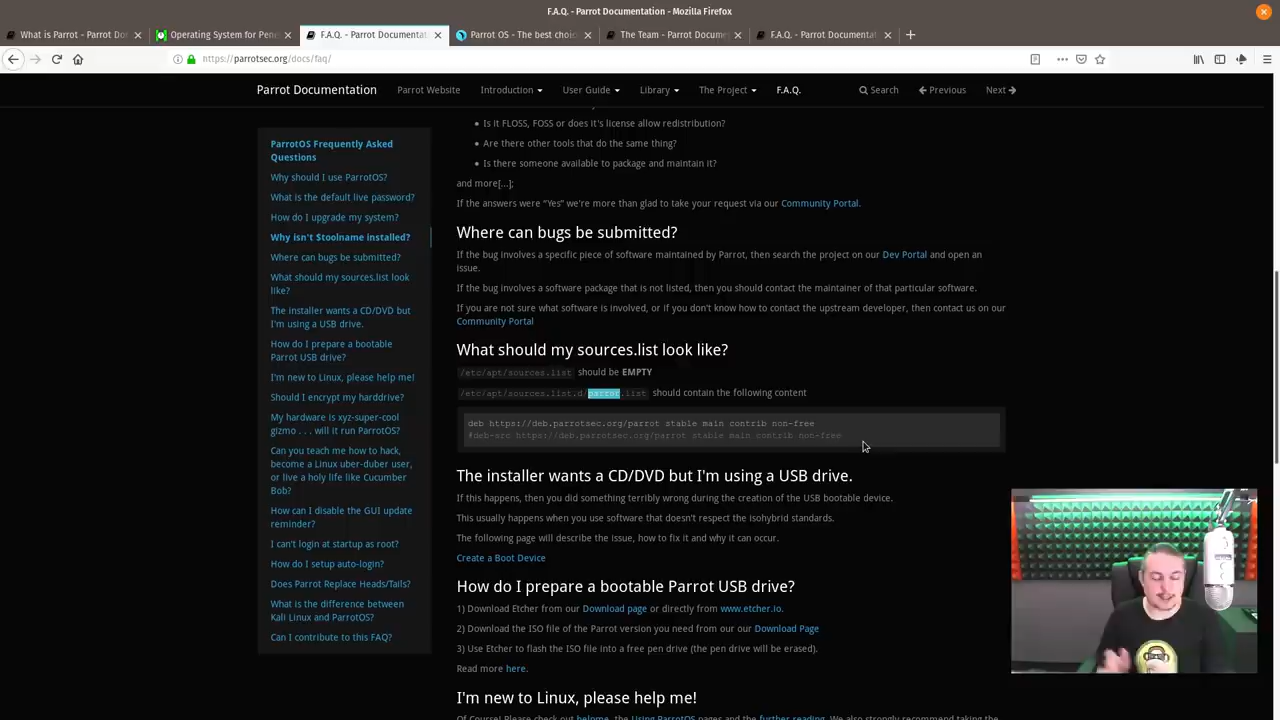 F.A.Q. - Parrot Documentation - Mozilla Firefox
What is Parrot - Parrot Do
Operating System for Pene
F.A.Q. - Parrot Documentat
Parrot OS - The best choic
The Team - Parrot Docume
F.A.Q. - Parrot Documentat
https://parrotsec.org/docs/faq/
Parrot Documentation
Parrot Website
Introduction
User Guide
Library
The Project
F.A.Q.
Search
Previous
Next
ParrotOS Frequently Asked
Questions
Why should I use ParrotOS?
What is the default live password?
How do I upgrade my system?
Why isn't $toolname installed?
Where can bugs be submitted?
What should my sources.list look
like?
The installer wants a CD/DVD but
I'm using a USB drive.
How do I prepare a bootable
Parrot USB drive?
I'm new to Linux, please help me!
Should I encrypt my harddrive?
My hardware is xyz-super-cool
gizmo . . . will it run ParrotOS?
Can you teach me how to hack,
become a Linux uber-duber user,
or live a holy life like Cucumber
Bob?
How can I disable the GUI update
reminder?
I can't login at startup as root?
How do I setup auto-login?
Does Parrot Replace Heads/Tails?
What is the difference between
Kali Linux and ParrotOS?
Can I contribute to this FAQ?
Is it FLOSS, FOSS or does it's license allow redistribution?
Are there other tools that do the same thing?
Is there someone available to package and maintain it?
and more[...];
If the answers were "Yes" we're more than glad to take your request via our Community Portal.
Where can bugs be submitted?
If the bug involves a specific piece of software maintained by Parrot, then search the project on our Dev Portal and open an
issue.
If the bug involves a software package that is not listed, then you should contact the maintainer of that particular software.
If you are not sure what software is involved, or if you don't know how to contact the upstream developer, then contact us on our
Community Portal
What should my sources.list look like?
/etc/apt/sources.list should be EMPTY
/etc/apt/sources.list.d/parrot.list should contain the following content
deb https://deb.parrotsec.org/parrot stable main contrib non-free
#deb-src https://deb.parrotsec.org/parrot stable main contrib non-free
The installer wants a CD/DVD but I'm using a USB drive.
If this happens, then you did something terribly wrong during the creation of the USB bootable device.
This usually happens when you use software that doesn't respect the isohybrid standards.
The following page will describe the issue, how to fix it and why it can occur.
Create a Boot Device
How do I prepare a bootable Parrot USB drive?
1) Download Etcher from our Download page or directly from www.etcher.io.
2) Download the ISO file of the Parrot version you need from our our Download Page
3) Use Etcher to flash the ISO file into a free pen drive (the pen drive will be erased).
Read more here.
I'm new to Linux, please help me!
Of Course! Please check out helpme, the Using ParrotOS pages and the further reading. We also strongly recommend taking the